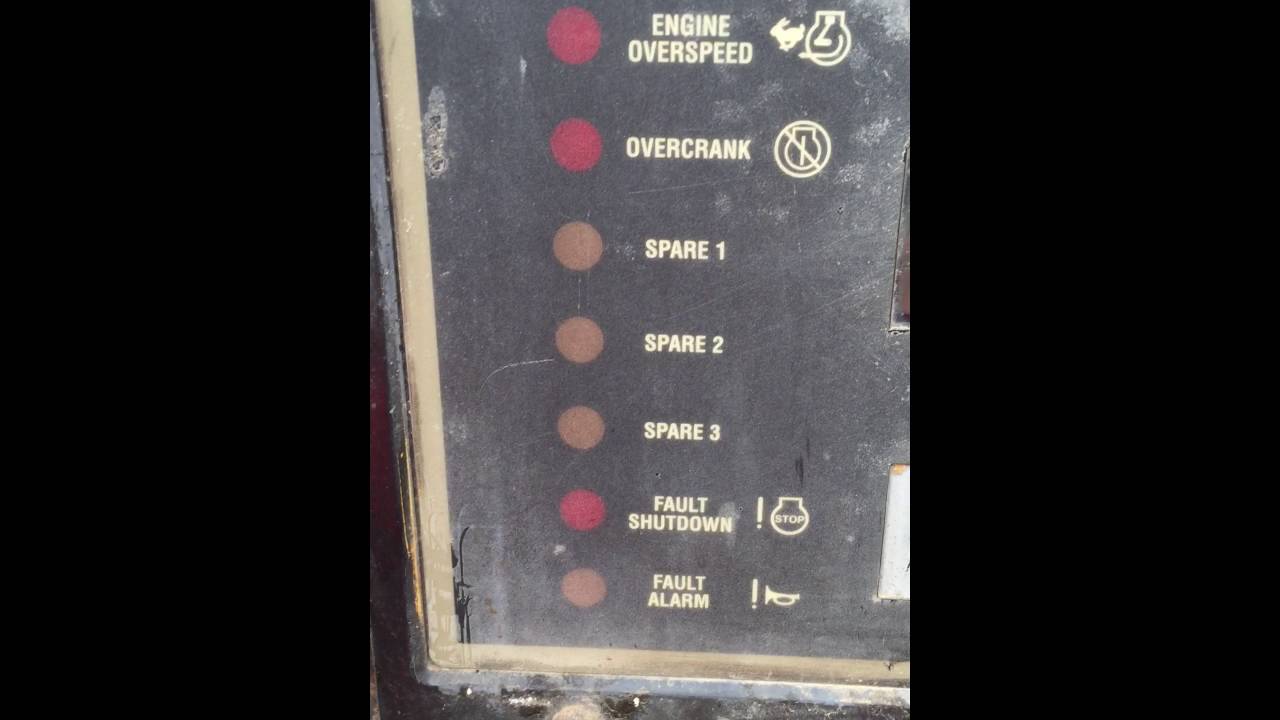 ENGINE
OVERSPEED
OVERCRANK
SPARE 1
SPARE 2
SPARE 3
FAULT
SHUTDOWN
! STOP
FAULT
ALARM
!